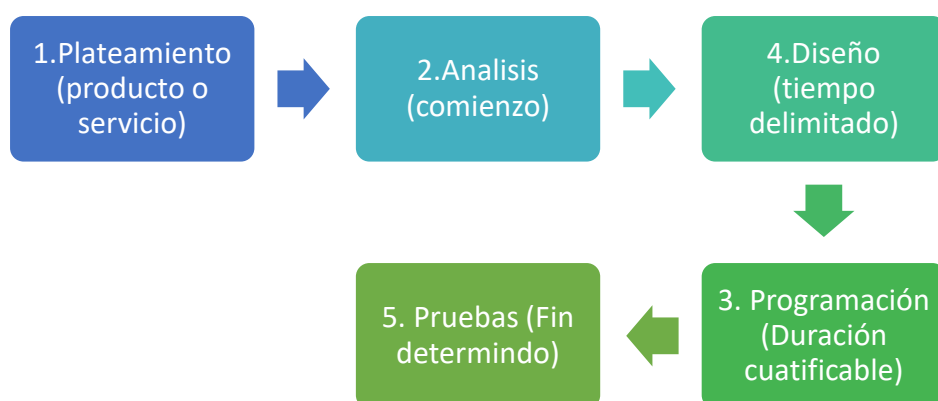 1.Plateamiento
(producto o
servicio)
2.Analisis
(comienzo)
4.Diseño
(tiempo
delimitado)
3. Programación
(Duración
cuatificable)
5. Pruebas (Fin
determindo)